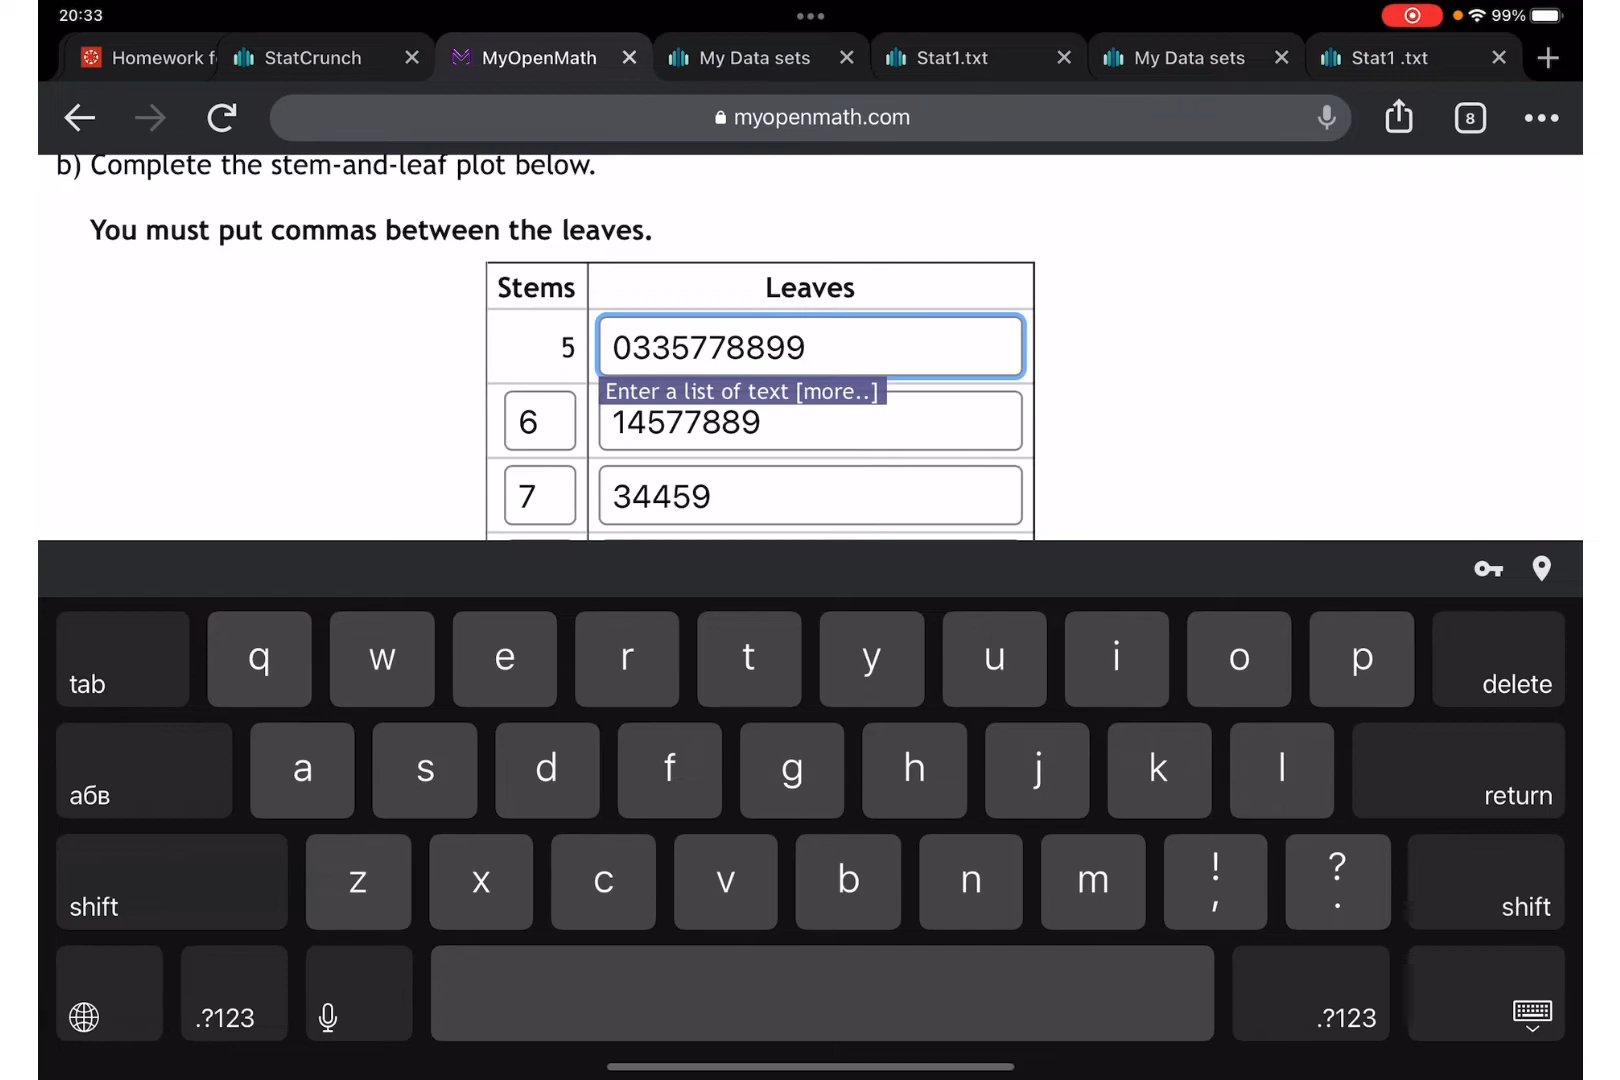 20:33
99%
Homework f
StatCrunch
MyOpenMath
My Data sets
Stat1.txt
My Data sets
Stat1 .txt
myopenmath.com
8
b) Complete the stem-and-leaf plot below.
You must put commas between the leaves.
Stems Leaves
5 0335778899
Enter a list of text [more..]
6 14577889
7 34459
tab q w e r t y u i o p delete
абв a s d f g h j k l return
shift z x c v b n m ! , ? . shift
.?123 .?123